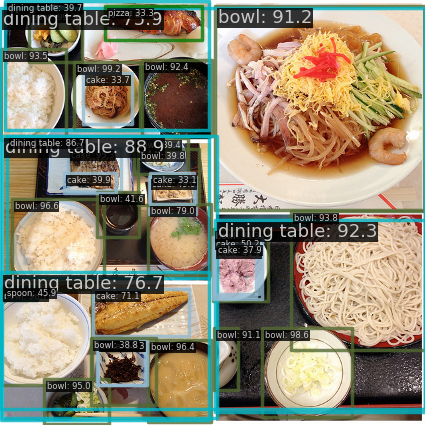 dining table: 39.7
pizza: 33.3
dining table: 79.9
bowl: 93.5
bowl: 99.2
cake: 33.7
bowl: 92.4
bowl: 91.2
dining table: 86.7
dining table: 88.9
39.4
bowl: 39.8
cake: 39.9
cake: 33.1
bowl: 96.6
bowl: 41.6
bowl: 79.0
bowl: 93.8
dining table: 92.3
cake: 37.9
dining table: 76.7
spoon: 45.9
cake: 71.1
bowl: 38.8
bowl: 96.4
bowl: 95.0
bowl: 91.1
bowl: 98.6